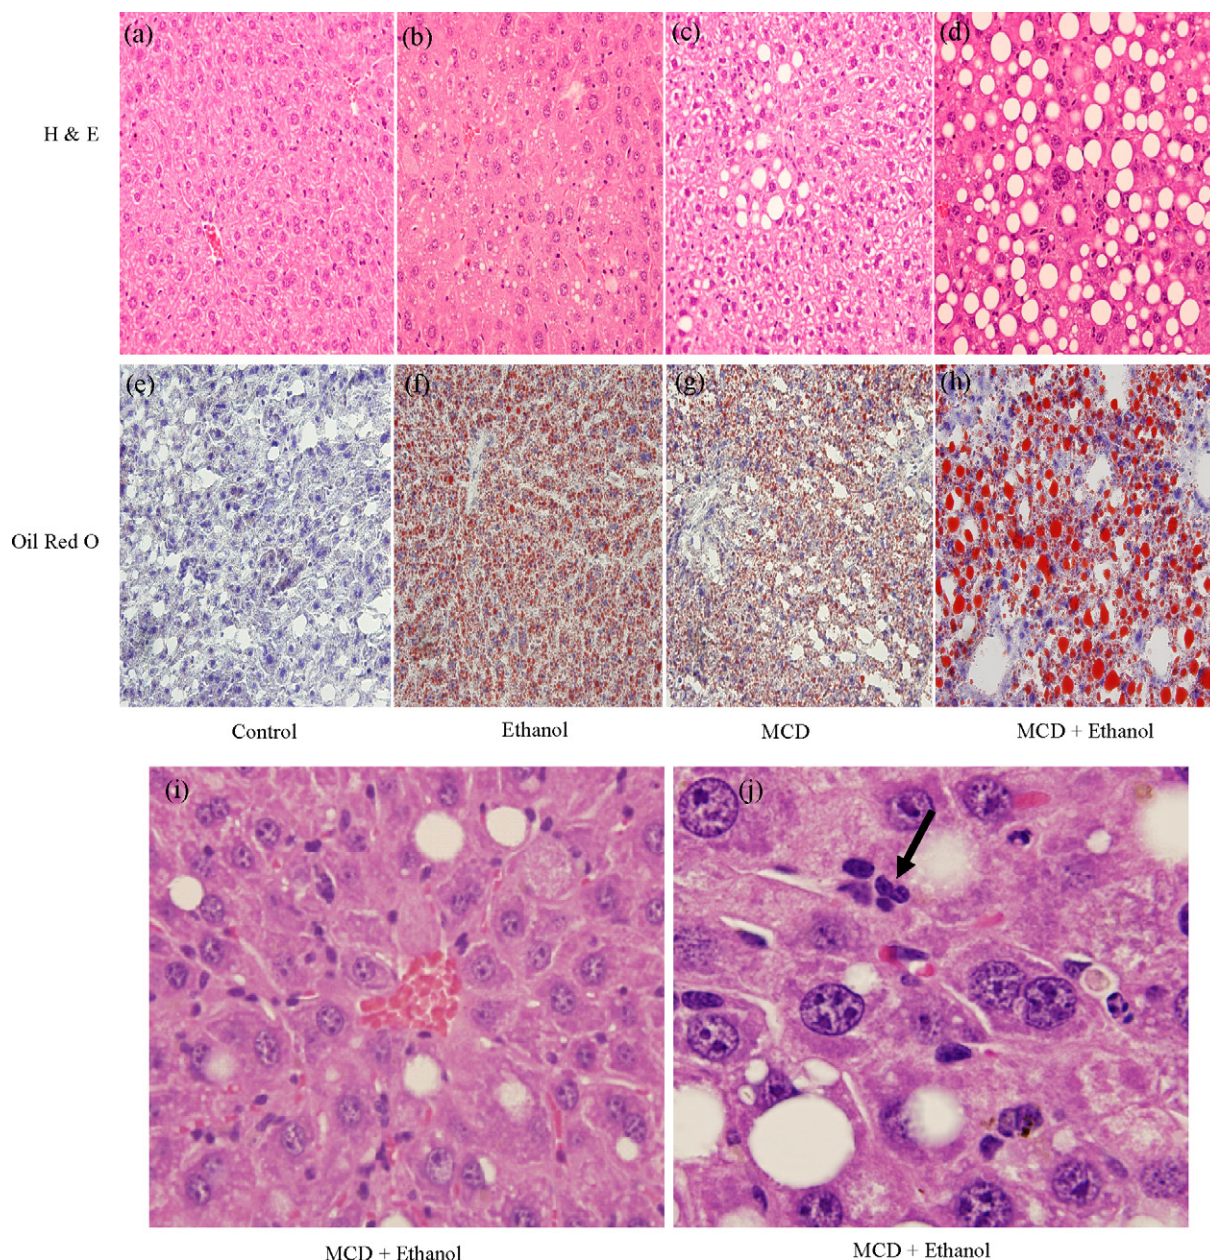 (a) (b) (c) (d)
H & E
(e) (f) (g) (h)
Oil Red O
Control Ethanol MCD MCD + Ethanol
(i) (j)
MCD + Ethanol MCD + Ethanol